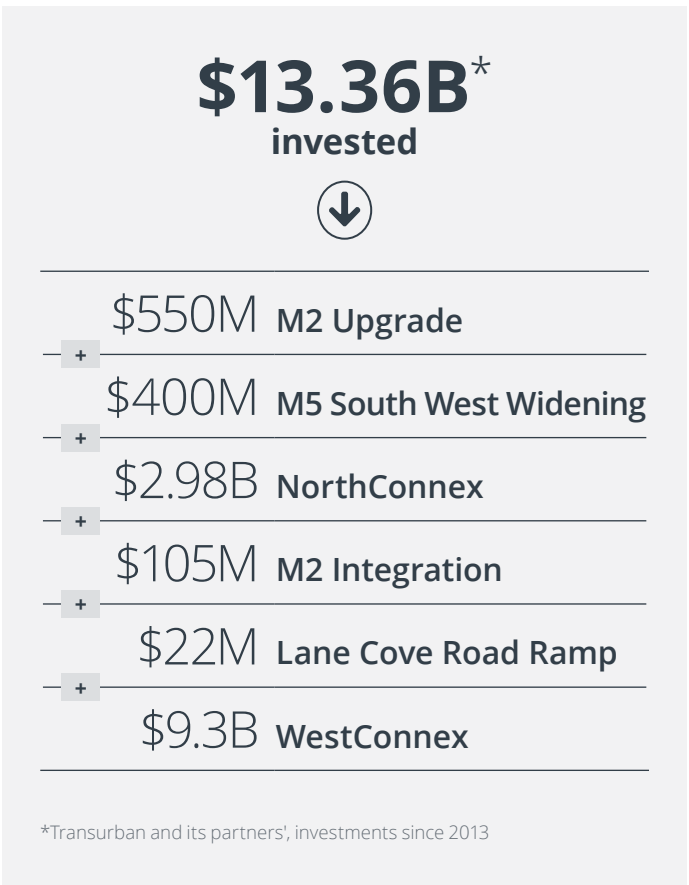 $13.36B*
invested
$550M M2 Upgrade
+
$400M M5 South West Widening
+
$2.98B NorthConnex
+
$105M M2 Integration
+
$22M Lane Cove Road Ramp
+
$9.3B WestConnex
*Transurban and its partners', investments since 2013